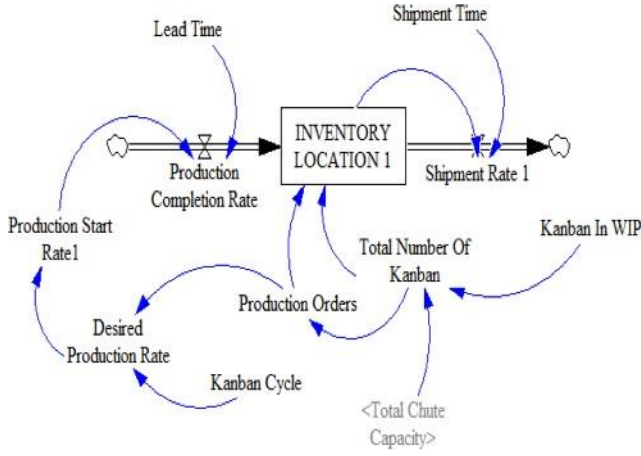 Lead Time
Shipment Time
INVENTORY
LOCATION 1
Production
Completion Rate
Shipment Rate 1
Production Start
Rate1
Total Number Of
Kanban
Kanban In WIP
Production Orders
Desired
Production Rate
Kanban Cycle
<Total Chute
Capacity>